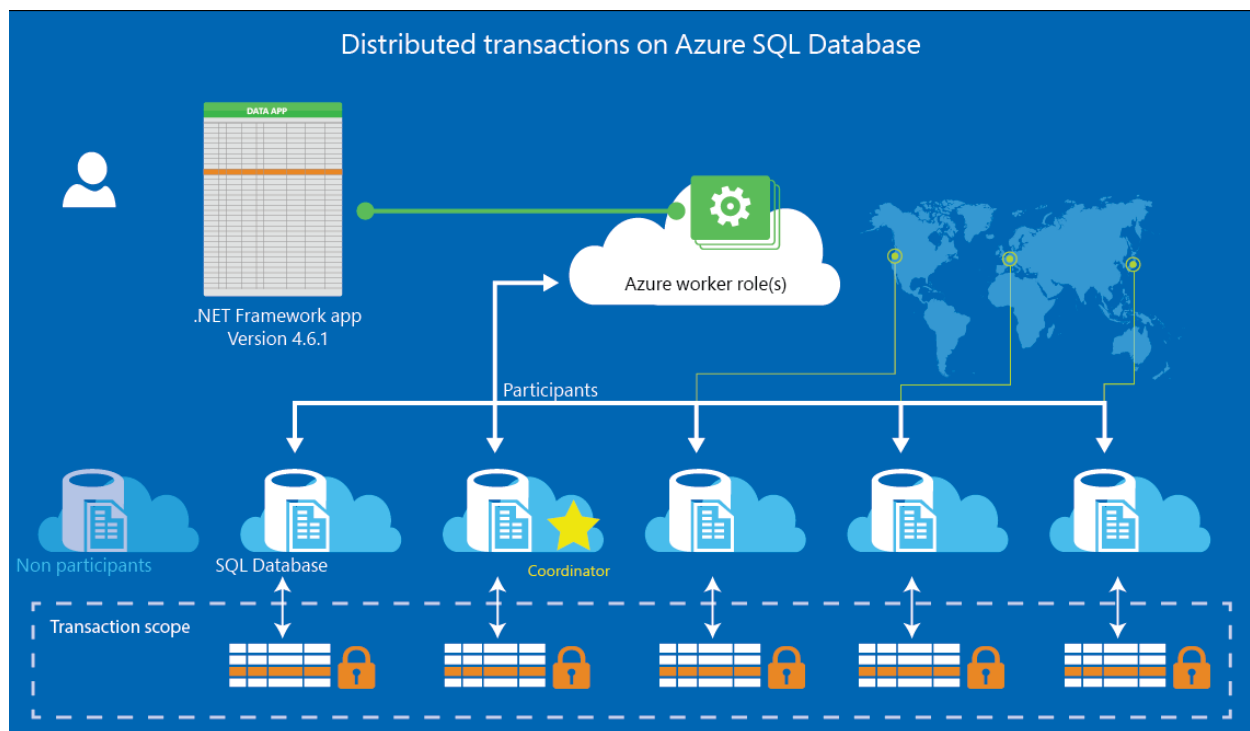 Distributed transactions on Azure SQL Database
DATA APP
.NET Framework app
Version 4.6.1
Azure worker role(s)
Participants
Non participants
SQL Database
Coordinator
Transaction scope